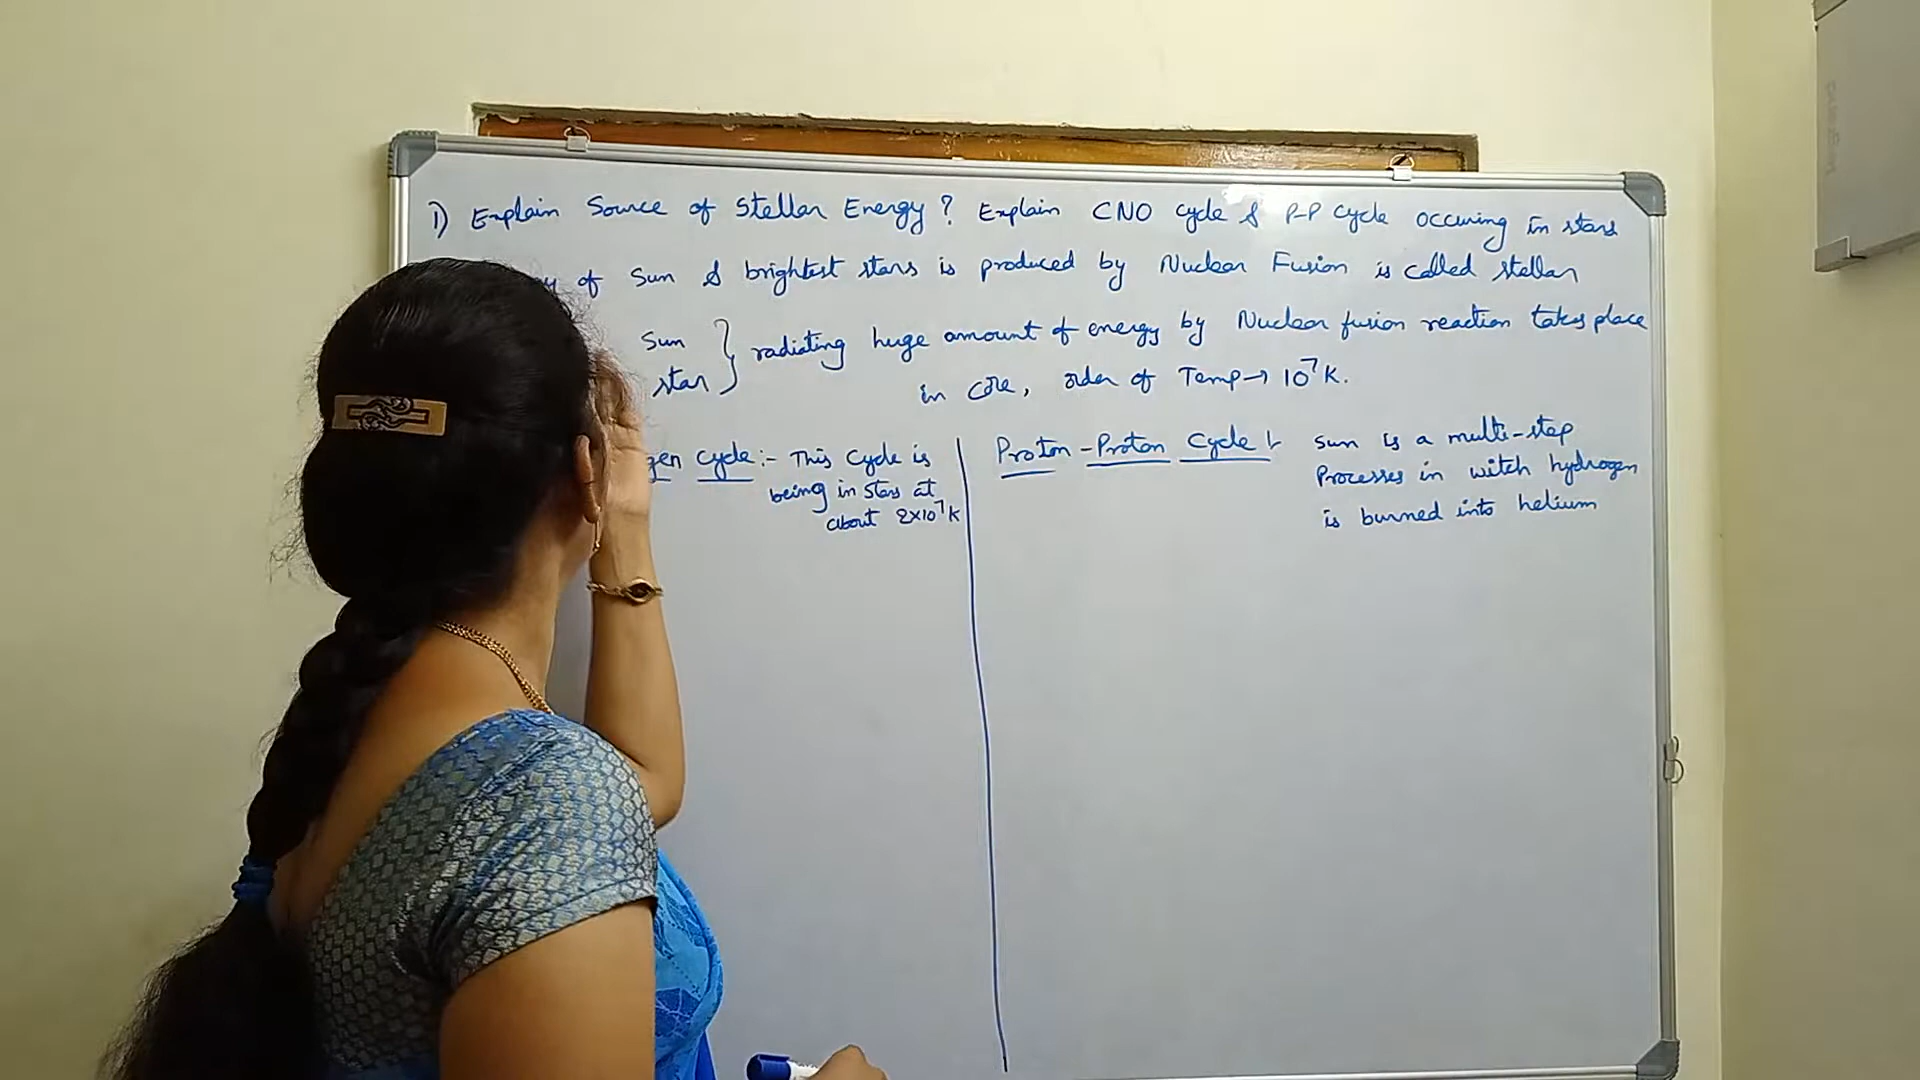 1) Explain Source of Stellar Energy? Explain CNO cycle & P-P cycle occuring in stars
of Sun & brightest stars is produced by Nuclear Fusion is called stellar
Sun
star } radiating huge amount of energy by Nuclear fusion reaction takes place
in core, order of Temp → 10⁷ K.
gen cycle :- This cycle is
being in stars at
about 2×10⁷ K
Proton - Proton Cycle :- Sun is a multi-step
Processes in witch hydrogen
is burned into helium